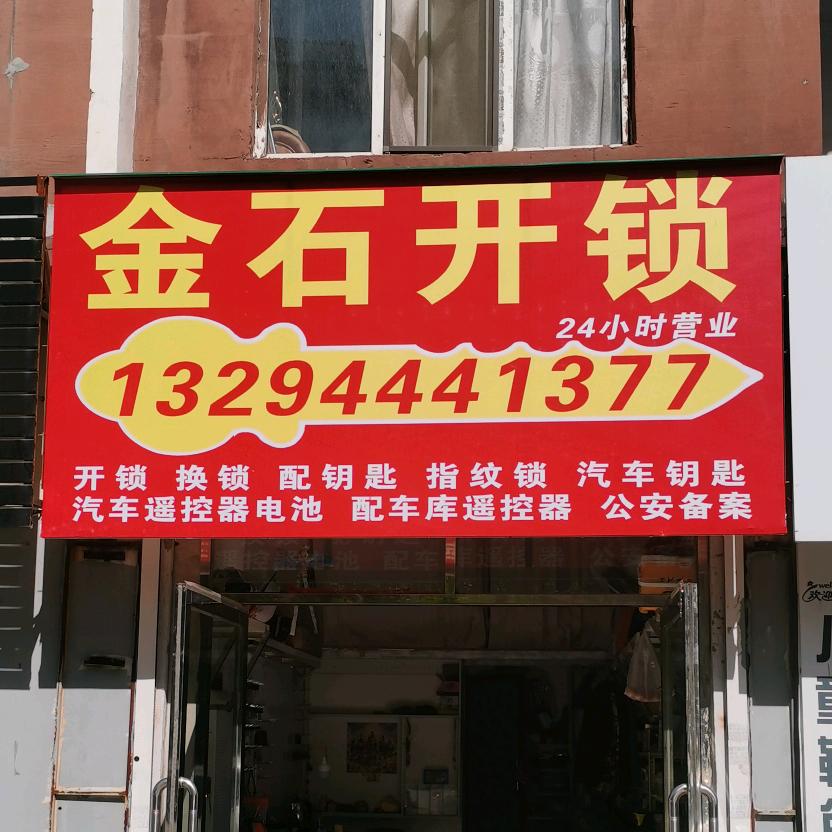 金石开锁
24小时营业
13294441377
开锁 换锁 配钥匙 指纹锁 汽车钥匙
汽车遥控器电池 配车库遥控器 公安备案
欢迎